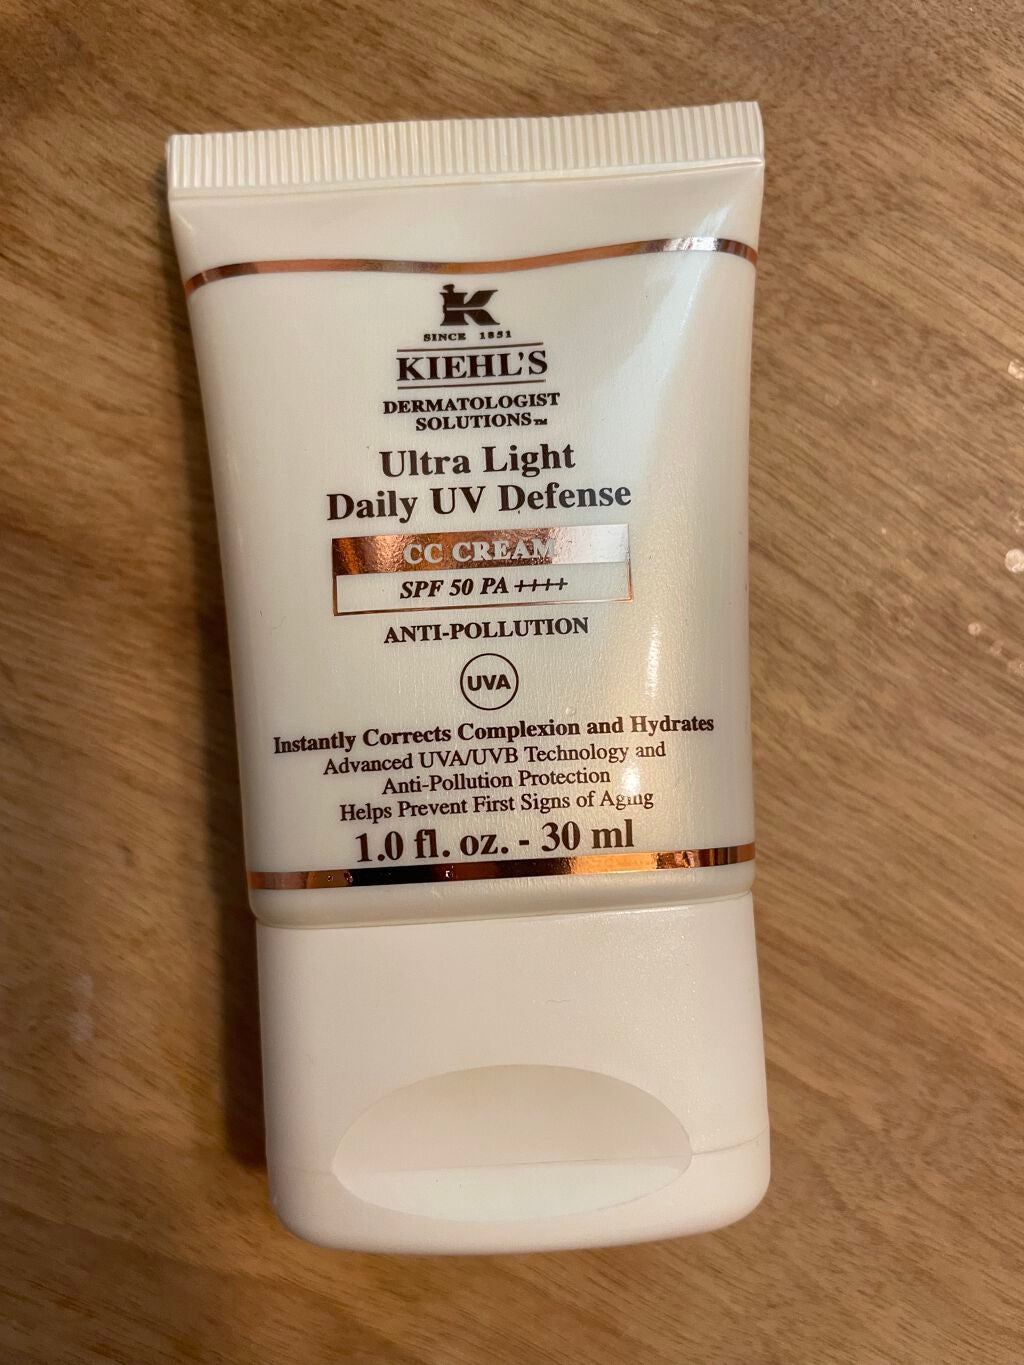 K
SINCE 1851
KIEHL'S
DERMATOLOGIST
SOLUTIONS™
Ultra Light
Daily UV Defense
CC CREAM
SPF 50 PA ++++
ANTI-POLLUTION
UVA
Instantly Corrects Complexion and Hydrates
Advanced UVA/UVB Technology and
Anti-Pollution Protection
Helps Prevent First Signs of Aging
1.0 fl. oz. - 30 ml